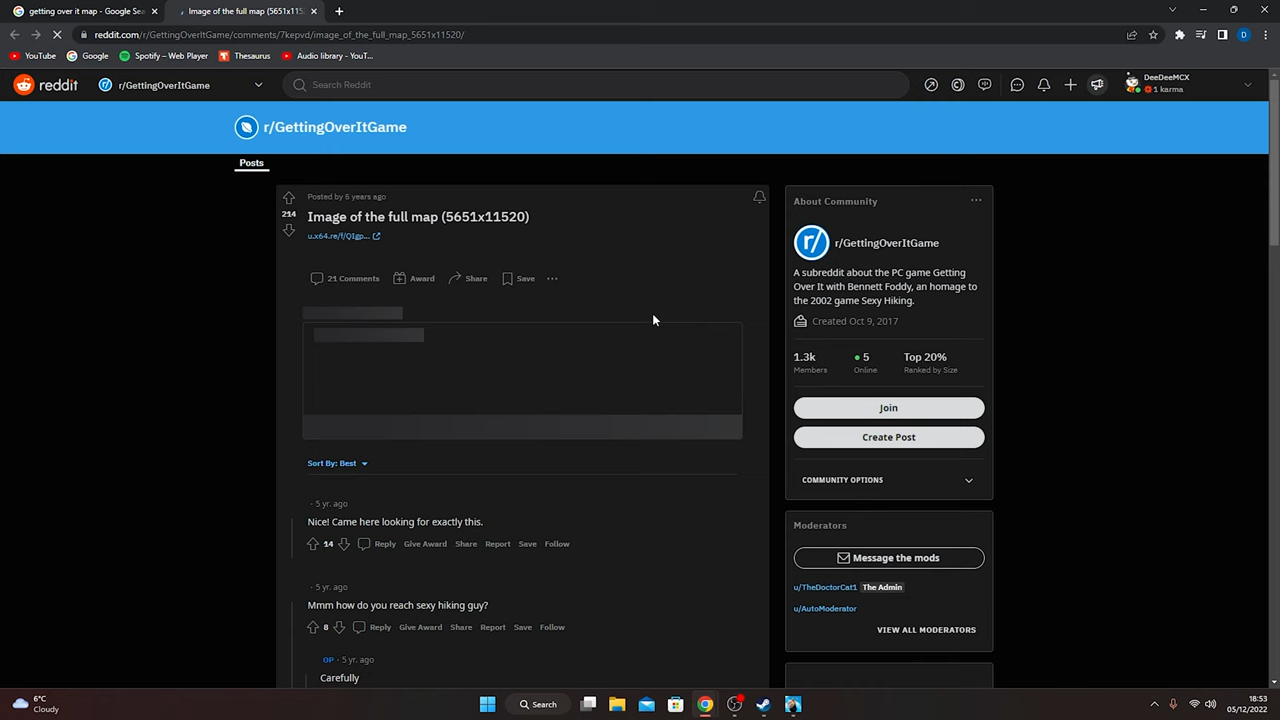 getting over it map - Google Sea
Image of the full map (5651x115
reddit.com/r/GettingOverItGame/comments/7kepvd/image_of_the_full_map_5651x11520/
D
YouTube
Google
Spotify – Web Player
Thesaurus
Audio library - YouT...
reddit
r/GettingOverItGame
Search Reddit
DeeDeeMCX
1 karma
r/GettingOverItGame
Posts
Posted by 6 years ago
214
Image of the full map (5651x11520)
u.x64.re/f/QIgp...
21 Comments
Award
Share
Save
Sort By: Best
· 5 yr. ago
Nice! Came here looking for exactly this.
14
Reply
Give Award
Share
Report
Save
Follow
· 5 yr. ago
Mmm how do you reach sexy hiking guy?
8
Reply
Give Award
Share
Report
Save
Follow
OP · 5 yr. ago
Carefully
About Community
r/
r/GettingOverItGame
A subreddit about the PC game Getting
Over It with Bennett Foddy, an homage to
the 2002 game Sexy Hiking.
Created Oct 9, 2017
1.3k
Members
5
Online
Top 20%
Ranked by Size
Join
Create Post
COMMUNITY OPTIONS
Moderators
Message the mods
u/TheDoctorCat1 The Admin
u/AutoModerator
VIEW ALL MODERATORS
6°C
Cloudy
Search
18:53
05/12/2022